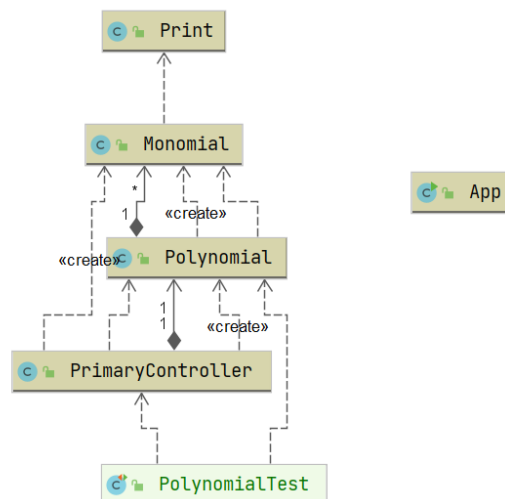 Print
Monomial
App
*
1
«create»
«create»
Polynomial
1
1
«create»
PrimaryController
PolynomialTest